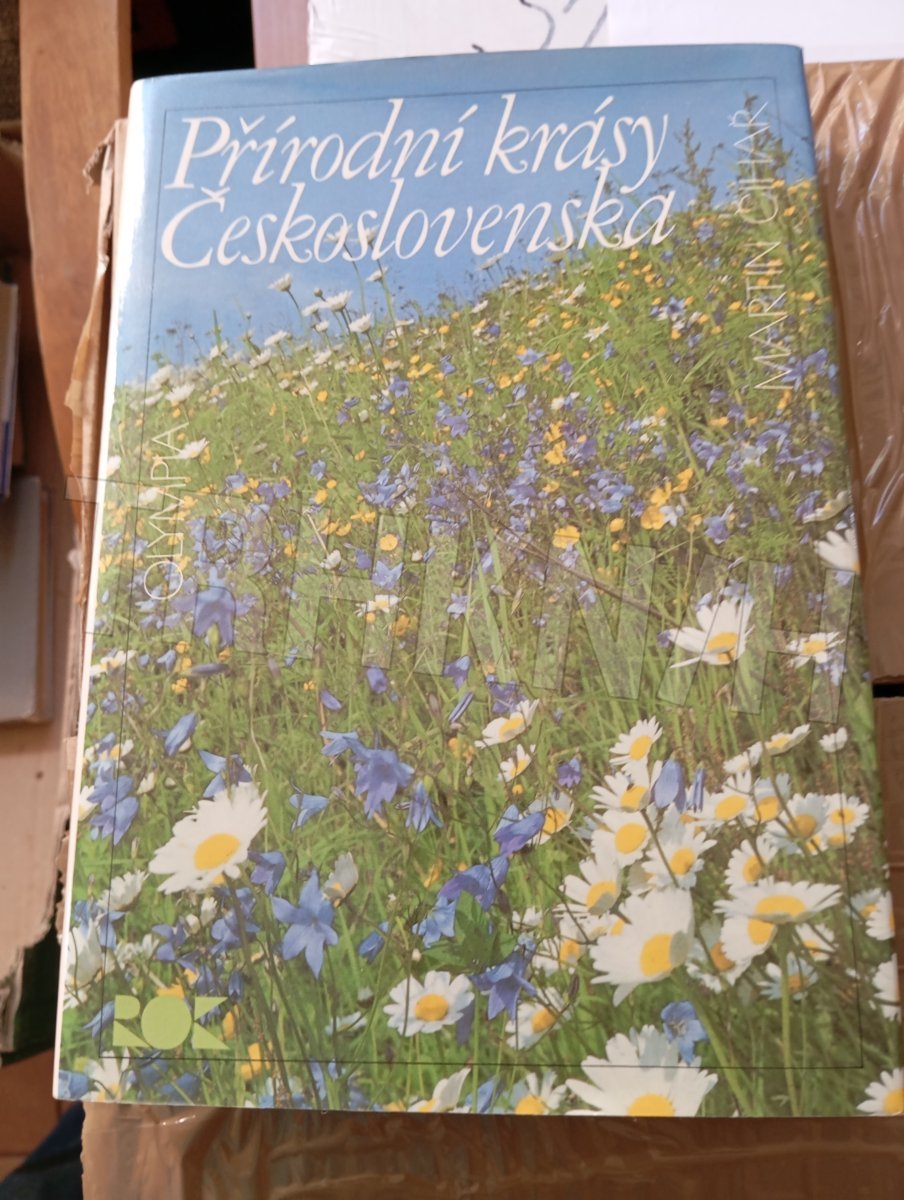 Přírodní krásy
Československa
MARTIN ČIHAŘ
OLYMPIA
ROK